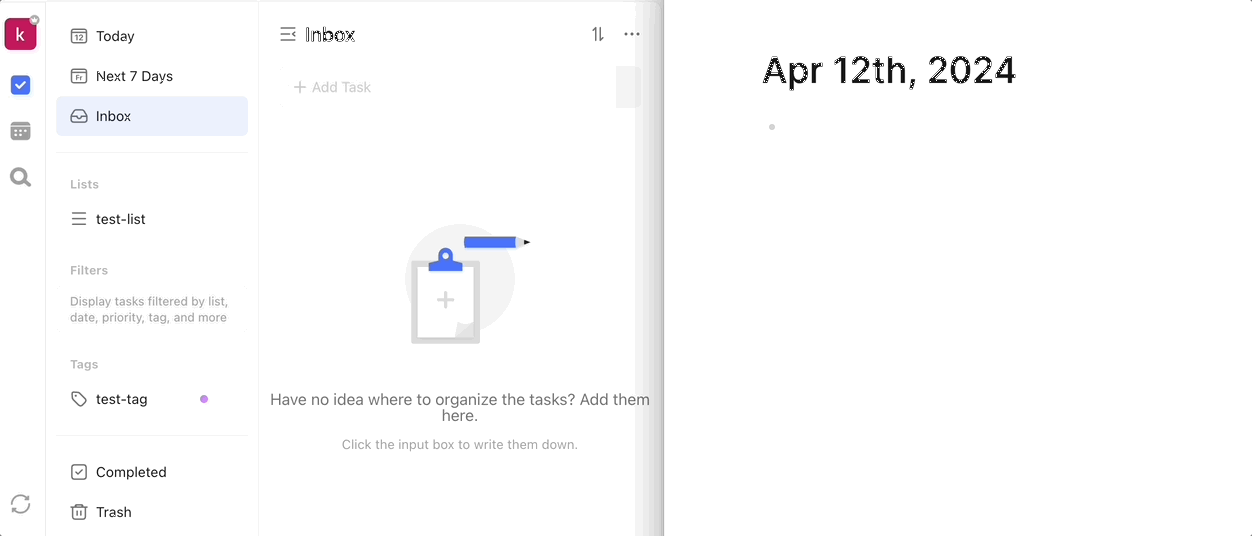 k
12 Today
Fr Next 7 Days
Inbox
Lists
test-list
Filters
Display tasks filtered by list,
date, priority, tag, and more
Tags
test-tag
Completed
Trash
Inbox
+ Add Task
Have no idea where to organize the tasks? Add them
here.
Click the input box to write them down.
Apr 12th, 2024